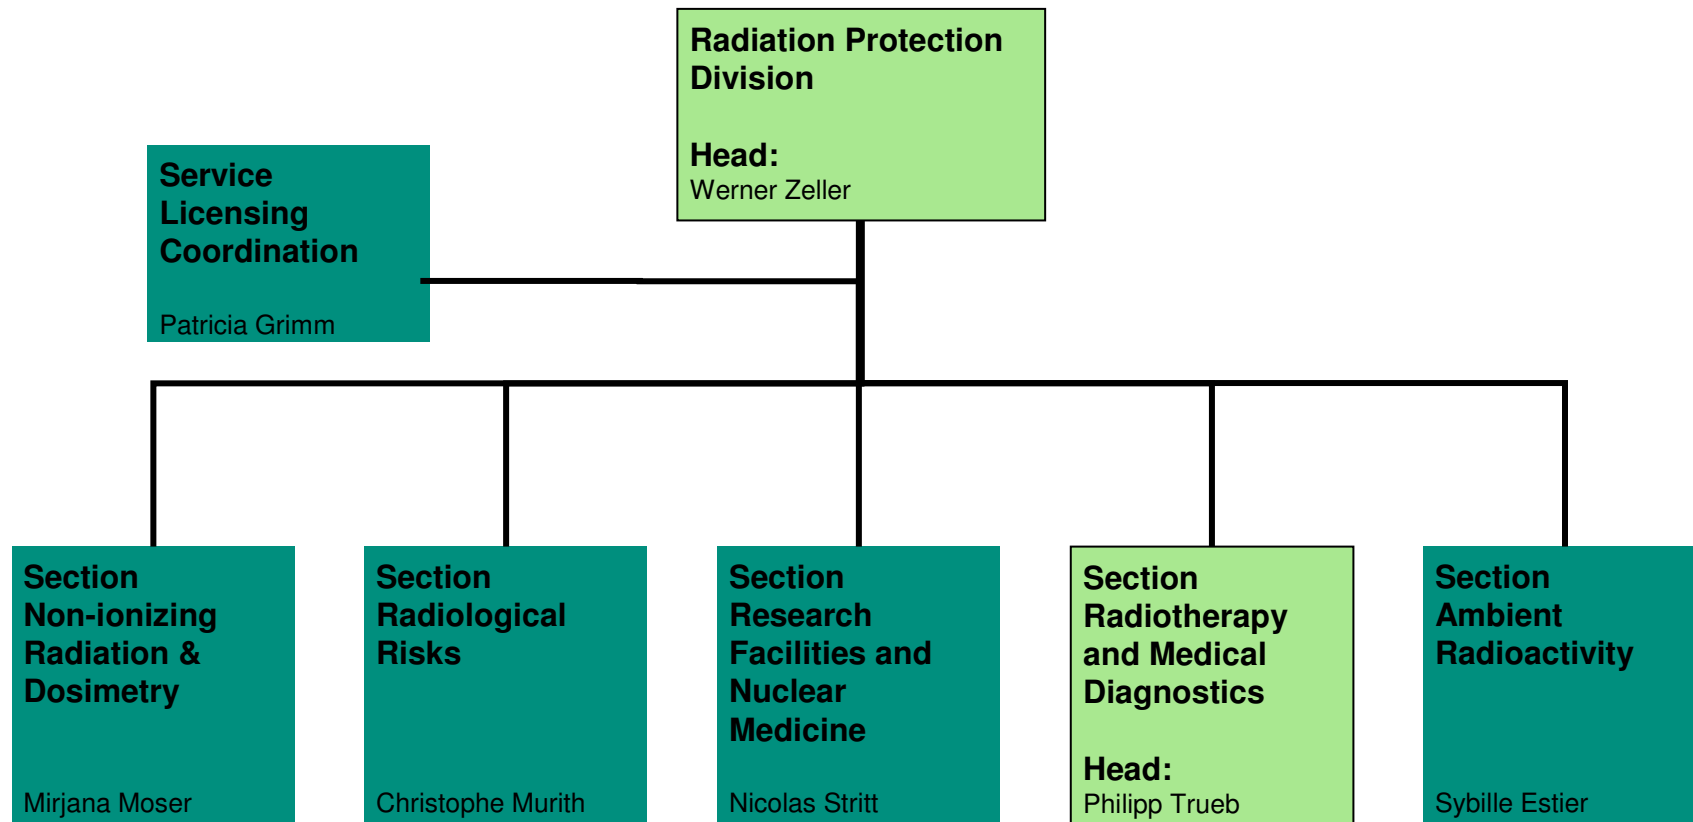 Radiation Protection
Division
Head:
Werner Zeller
Service
Licensing
Coordination
Patricia Grimm
Section
Non-ionizing
Radiation &
Dosimetry
Mirjana Moser
Section
Radiological
Risks
Christophe Murith
Section
Research
Facilities and
Nuclear
Medicine
Nicolas Stritt
Section
Radiotherapy
and Medical
Diagnostics
Head:
Philipp Trueb
Section
Ambient
Radioactivity
Sybille Estier